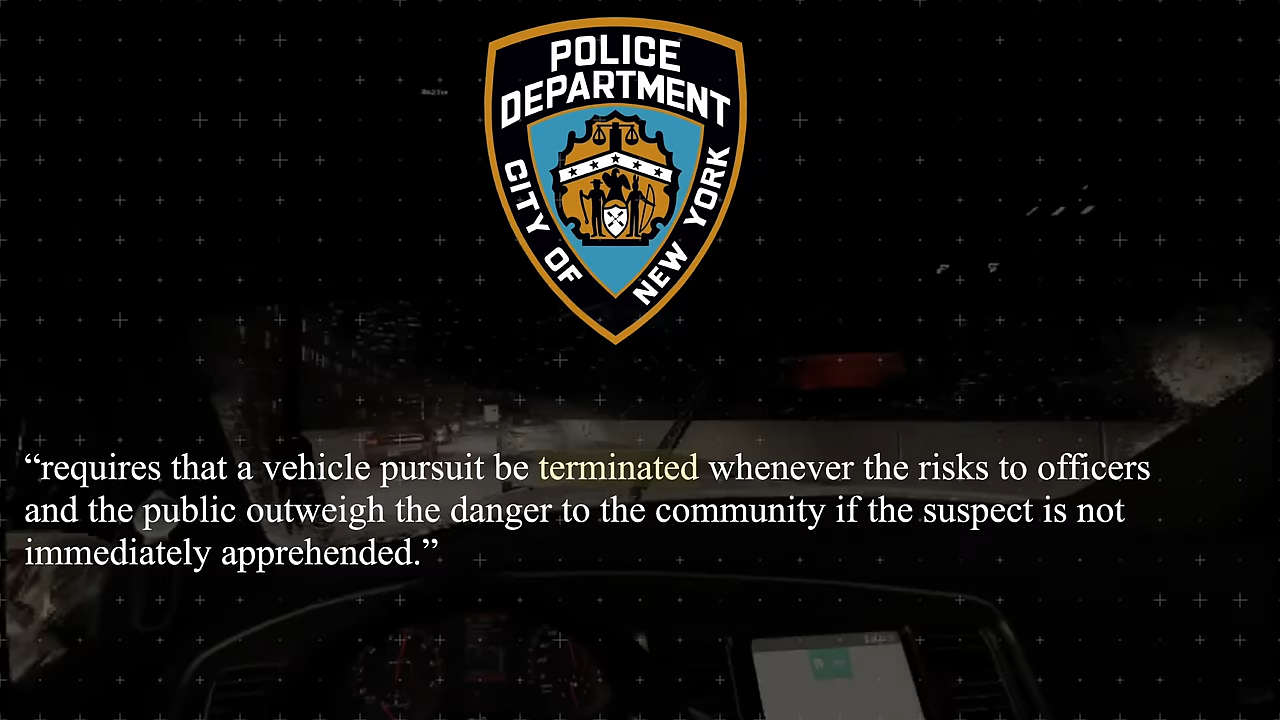 POLICE
DEPARTMENT
CITY OF
NEW YORK
“requires that a vehicle pursuit be terminated whenever the risks to officers
and the public outweigh the danger to the community if the suspect is not
immediately apprehended.”